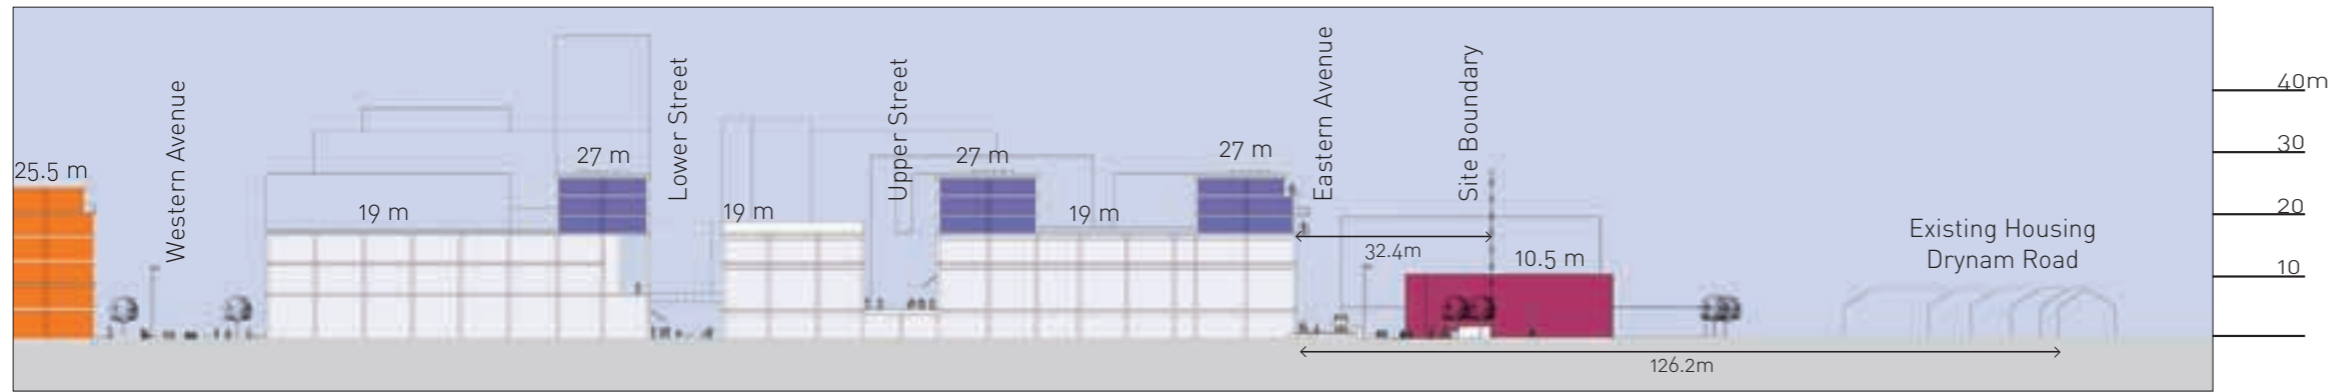 25.5 m
Western Avenue
19 m
27 m
Lower Street
19 m
Upper Street
27 m
19 m
27 m
Eastern Avenue
32.4m
Site Boundary
10.5 m
126.2m
Existing Housing
Drynam Road
40m
30
20
10